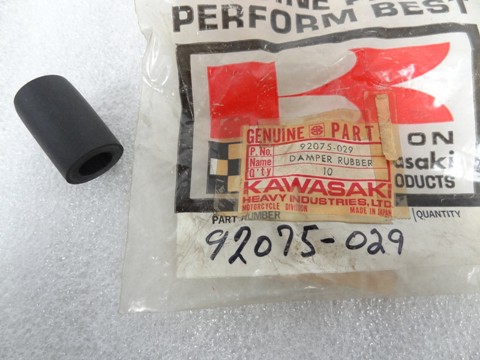 PERFORM BEST
ON
asaki
ODUCTS
GENUINE PART
P. No. 92075-029
Name DAMPER RUBBER
Q'ty 10
KAWASAKI
HEAVY INDUSTRIES, LTD
MOTORCYCLE DIVISION MADE IN JAPAN
PART NUMBER QUANTITY
92075-029